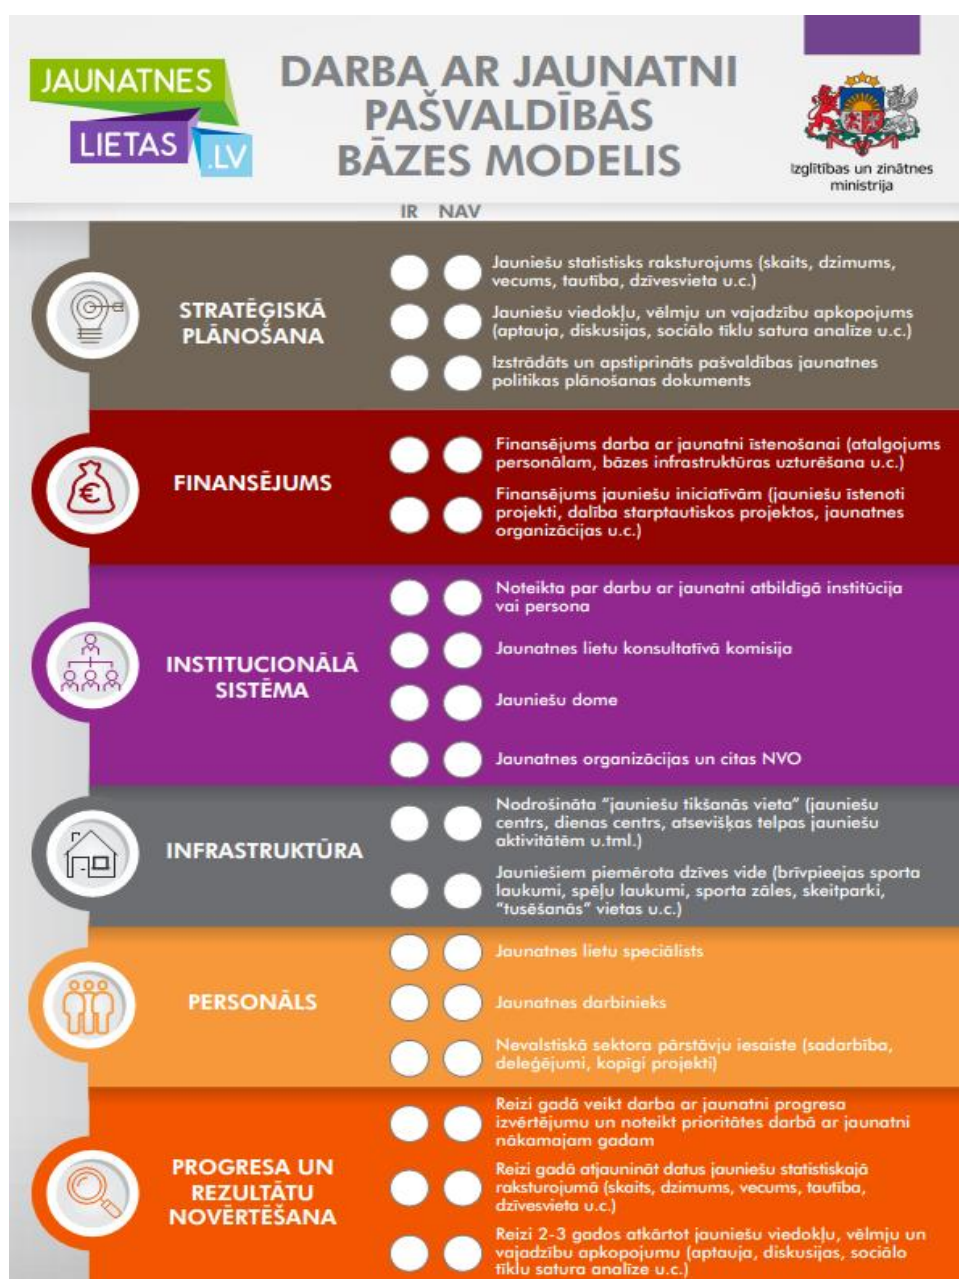 JAUNATNES
LIETAS
.LV
DARBA AR JAUNATNI
PAŠVALDĪBĀS
BĀZES MODELIS
Izglītības un zinātnes
ministrija
IR NAV
STRATĒĢISKĀ
PLĀNOŠANA
Jauniešu statistisks raksturojums (skaits, dzimums,
vecums, tautība, dzīvesvieta u.c.)
Jauniešu viedokļu, vēlmju un vajadzību apkopojums
(aptauja, diskusijas, sociālo tīklu satura analīze u.c.)
Izstrādāts un apstiprināts pašvaldības jaunatnes
politikas plānošanas dokuments
FINANSĒJUMS
Finansējums darba ar jaunatni īstenošanai (atalgojums
personālam, bāzes infrastruktūras uzturēšana u.c.)
Finansējums jauniešu iniciatīvām (jauniešu īstenoti
projekti, dalība starptautiskos projektos, jaunatnes
organizācijas u.c.)
INSTITUCIONĀLĀ
SISTĒMA
Noteikta par darbu ar jaunatni atbildīgā institūcija
vai persona
Jaunatnes lietu konsultatīvā komisija
Jauniešu dome
Jaunatnes organizācijas un citas NVO
INFRASTRUKTŪRA
Nodrošināta “jauniešu tikšanās vieta” (jauniešu
centrs, dienas centrs, atsevišķas telpas jauniešu
aktivitātēm u.tml.)
Jauniešiem piemērota dzīves vide (brīvpieejas sporta
laukumi, spēļu laukumi, sporta zāles, skeitparki,
“tusēšanās” vietas u.c.)
PERSONĀLS
Jaunatnes lietu speciālists
Jaunatnes darbinieks
Nevalstiskā sektora pārstāvju iesaiste (sadarbība,
deleģējumi, kopīgi projekti)
PROGRESA UN
REZULTĀTU
NOVĒRTĒŠANA
Reizi gadā veikt darba ar jaunatni progresa
izvērtējumu un noteikt prioritātes darbā ar jaunatni
nākamajam gadam
Reizi gadā atjaunināt datus jauniešu statistiskajā
raksturojumā (skaits, dzimums, vecums, tautība,
dzīvesvieta u.c.)
Reizi 2-3 gados atkārtot jauniešu viedokļu, vēlmju un
vajadzību apkopojumu (aptauja, diskusijas, sociālo
tīklu satura analīze u.c.)